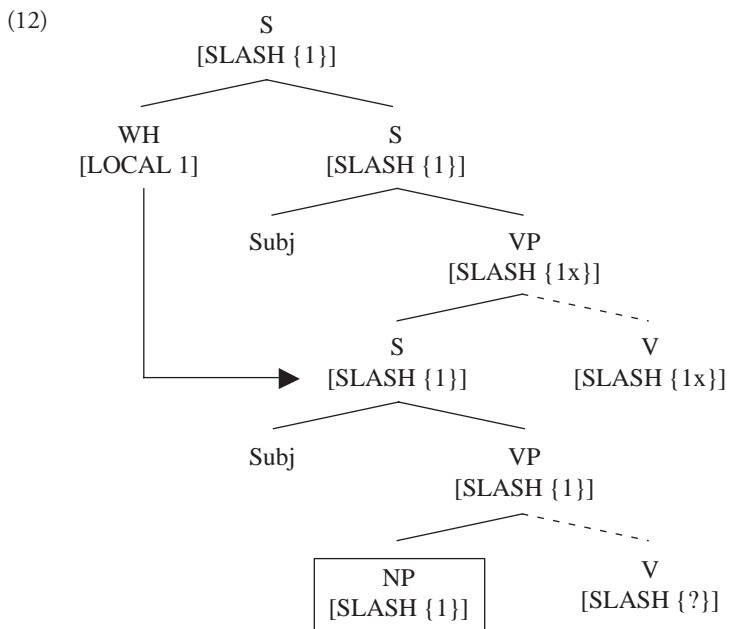 (12)
S
[SLASH {1}]
WH S
[LOCAL 1] [SLASH {1}]
Subj VP
[SLASH {1x}]
S V
[SLASH {1}] [SLASH {1x}]
Subj VP
[SLASH {1}]
NP V
[SLASH {1}] [SLASH {?}]